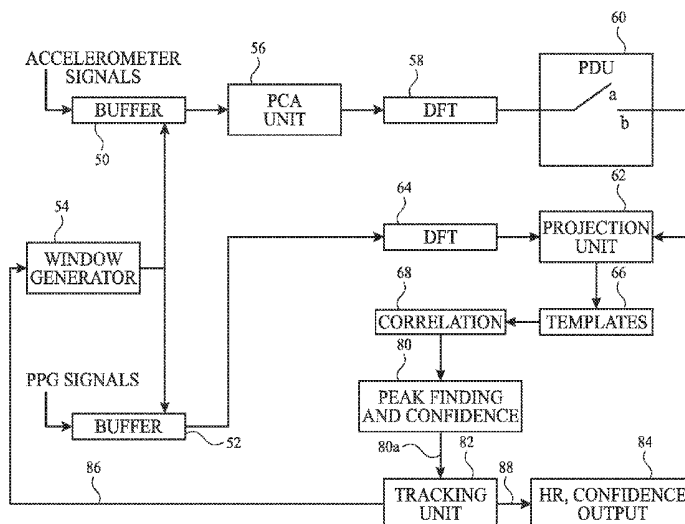 60
ACCELEROMETER
SIGNALS
56
58
PDU
a
b
BUFFER
50
PCA
UNIT
DFT
54
64
62
WINDOW
GENERATOR
DFT
PROJECTION
UNIT
68
66
CORRELATION
TEMPLATES
80
PPG SIGNALS
PEAK FINDING
AND CONFIDENCE
BUFFER
52
80a
82
84
86
TRACKING
UNIT
88
HR, CONFIDENCE
OUTPUT